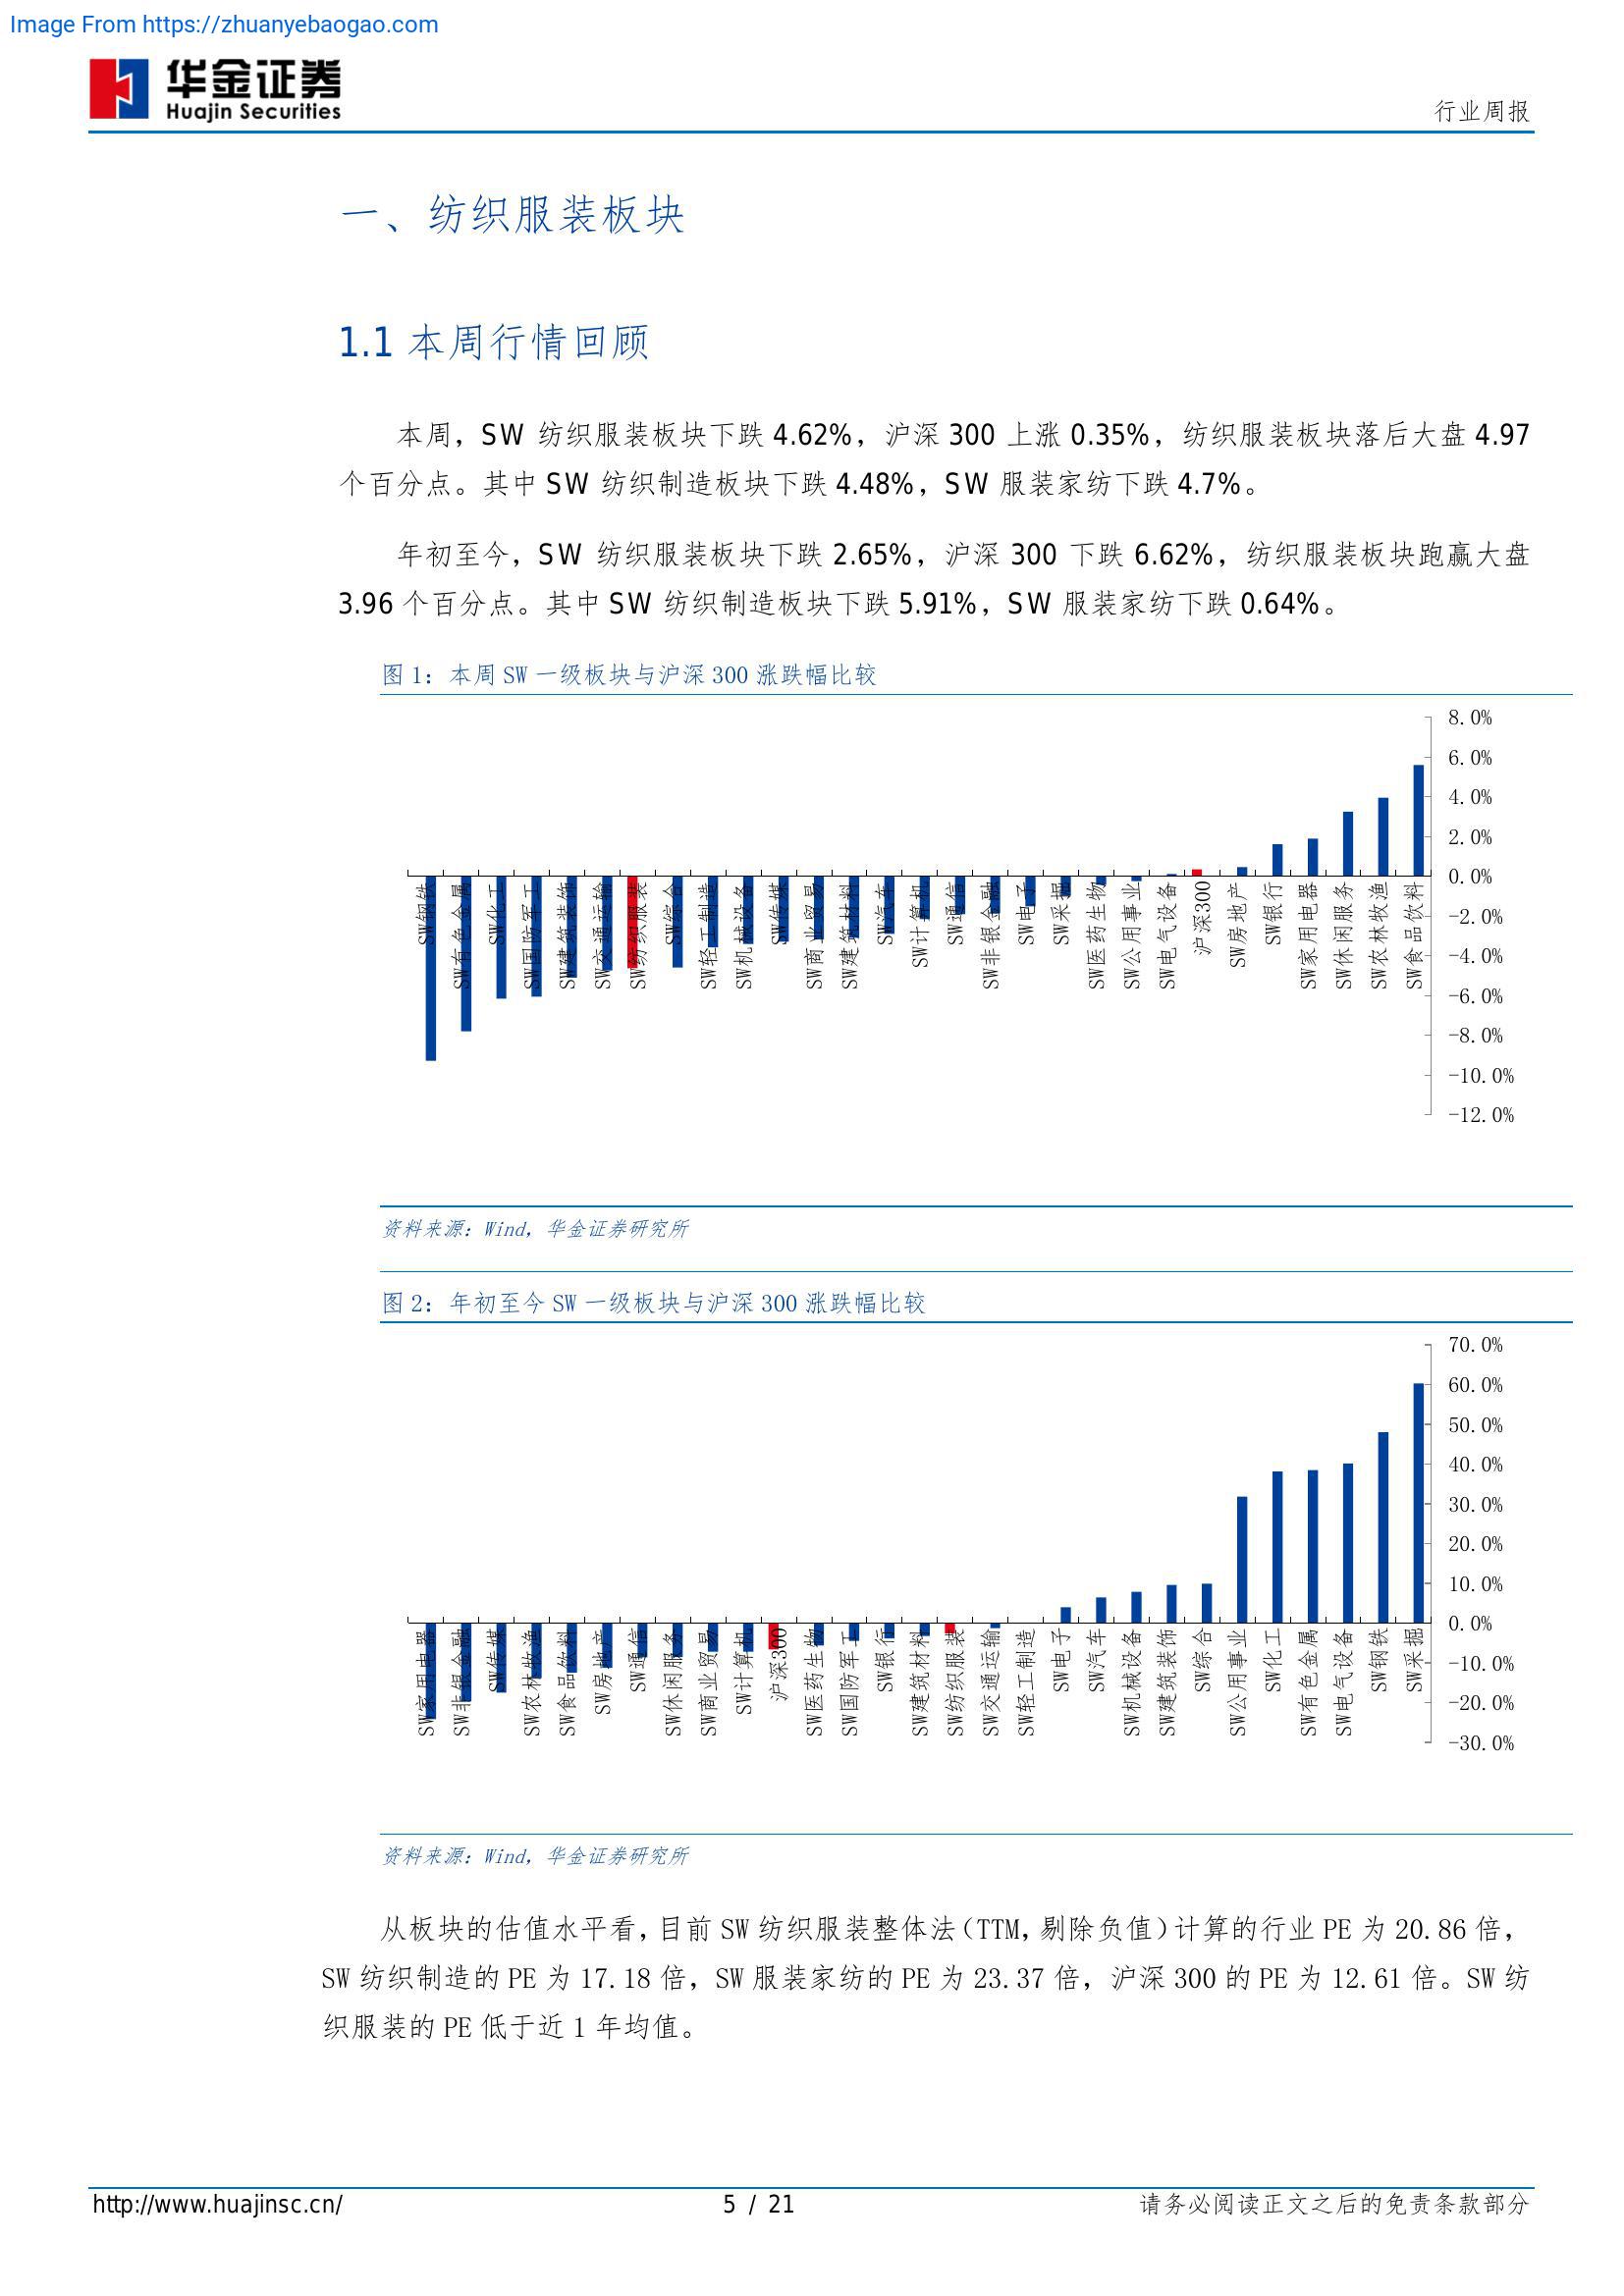 Image From https://zhuanyebaogao.com
华金证券
Huajin Securities
行业周报
一、纺织服装板块
1.1 本周行情回顾
本周，SW 纺织服装板块下跌 4.62%，沪深 300 上涨 0.35%，纺织服装板块落后大盘 4.97
个百分点。其中 SW 纺织制造板块下跌 4.48%，SW 服装家纺下跌 4.7%。
年初至今，SW 纺织服装板块下跌 2.65%，沪深 300 下跌 6.62%，纺织服装板块跑赢大盘
3.96 个百分点。其中 SW 纺织制造板块下跌 5.91%，SW 服装家纺下跌 0.64%。
图 1：本周 SW 一级板块与沪深 300 涨跌幅比较
8.0%
6.0%
4.0%
2.0%
0.0%
-2.0%
-4.0%
-6.0%
-8.0%
-10.0%
-12.0%
SW钢铁
SW有色金属
SW化工
SW国防军工
SW建筑装饰
SW交通运输
SW纺织服装
SW综合
SW轻工制造
SW机械设备
SW传媒
SW商业贸易
SW建筑材料
SW汽车
SW计算机
SW通信
SW非银金融
SW电子
SW采掘
SW医药生物
SW公用事业
SW电气设备
沪深300
SW房地产
SW银行
SW家用电器
SW休闲服务
SW农林牧渔
SW食品饮料
资料来源：Wind，华金证券研究所
图 2：年初至今 SW 一级板块与沪深 300 涨跌幅比较
70.0%
60.0%
50.0%
40.0%
30.0%
20.0%
10.0%
0.0%
-10.0%
-20.0%
-30.0%
SW家用电器
SW非银金融
SW传媒
SW农林牧渔
SW食品饮料
SW房地产
SW通信
SW休闲服务
SW商业贸易
SW计算机
沪深300
SW医药生物
SW国防军工
SW银行
SW建筑材料
SW纺织服装
SW交通运输
SW轻工制造
SW电子
SW汽车
SW机械设备
SW建筑装饰
SW综合
SW公用事业
SW化工
SW有色金属
SW电气设备
SW钢铁
SW采掘
资料来源：Wind，华金证券研究所
从板块的估值水平看，目前 SW 纺织服装整体法（TTM，剔除负值）计算的行业 PE 为 20.86 倍，
SW 纺织制造的 PE 为 17.18 倍，SW 服装家纺的 PE 为 23.37 倍，沪深 300 的 PE 为 12.61 倍。SW 纺
织服装的 PE 低于近 1 年均值。
http://www.huajinsc.cn/
5 / 21
请务必阅读正文之后的免责条款部分